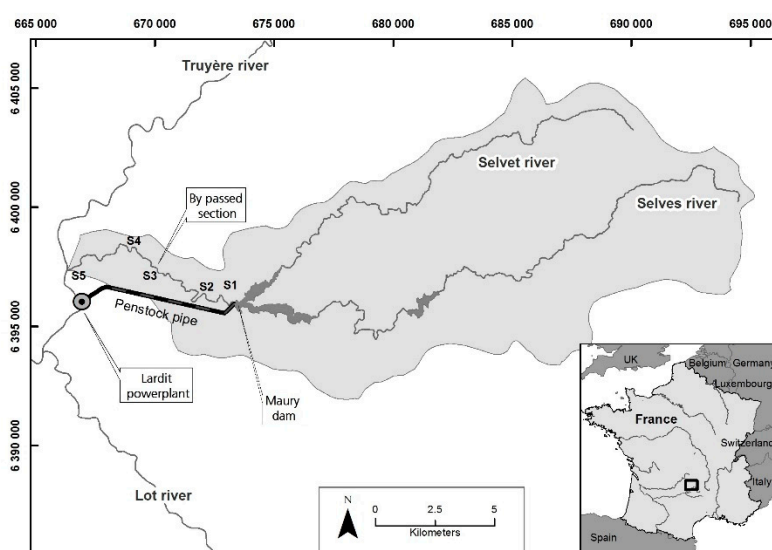 665 000
670 000
675 000
680 000
685 000
690 000
695 000
6 405 000
6 400 000
6 395 000
6 390 000
Truyère river
Selvet river
Selves river
By passed
section
S4
S3
S5
S2
S1
Penstock pipe
Lardit
powerplant
Maury
dam
Lot river
N
0
2.5
5
Kilometers
UK
Belgium
Germany
Luxembourg
France
Switzerland
Italy
Spain